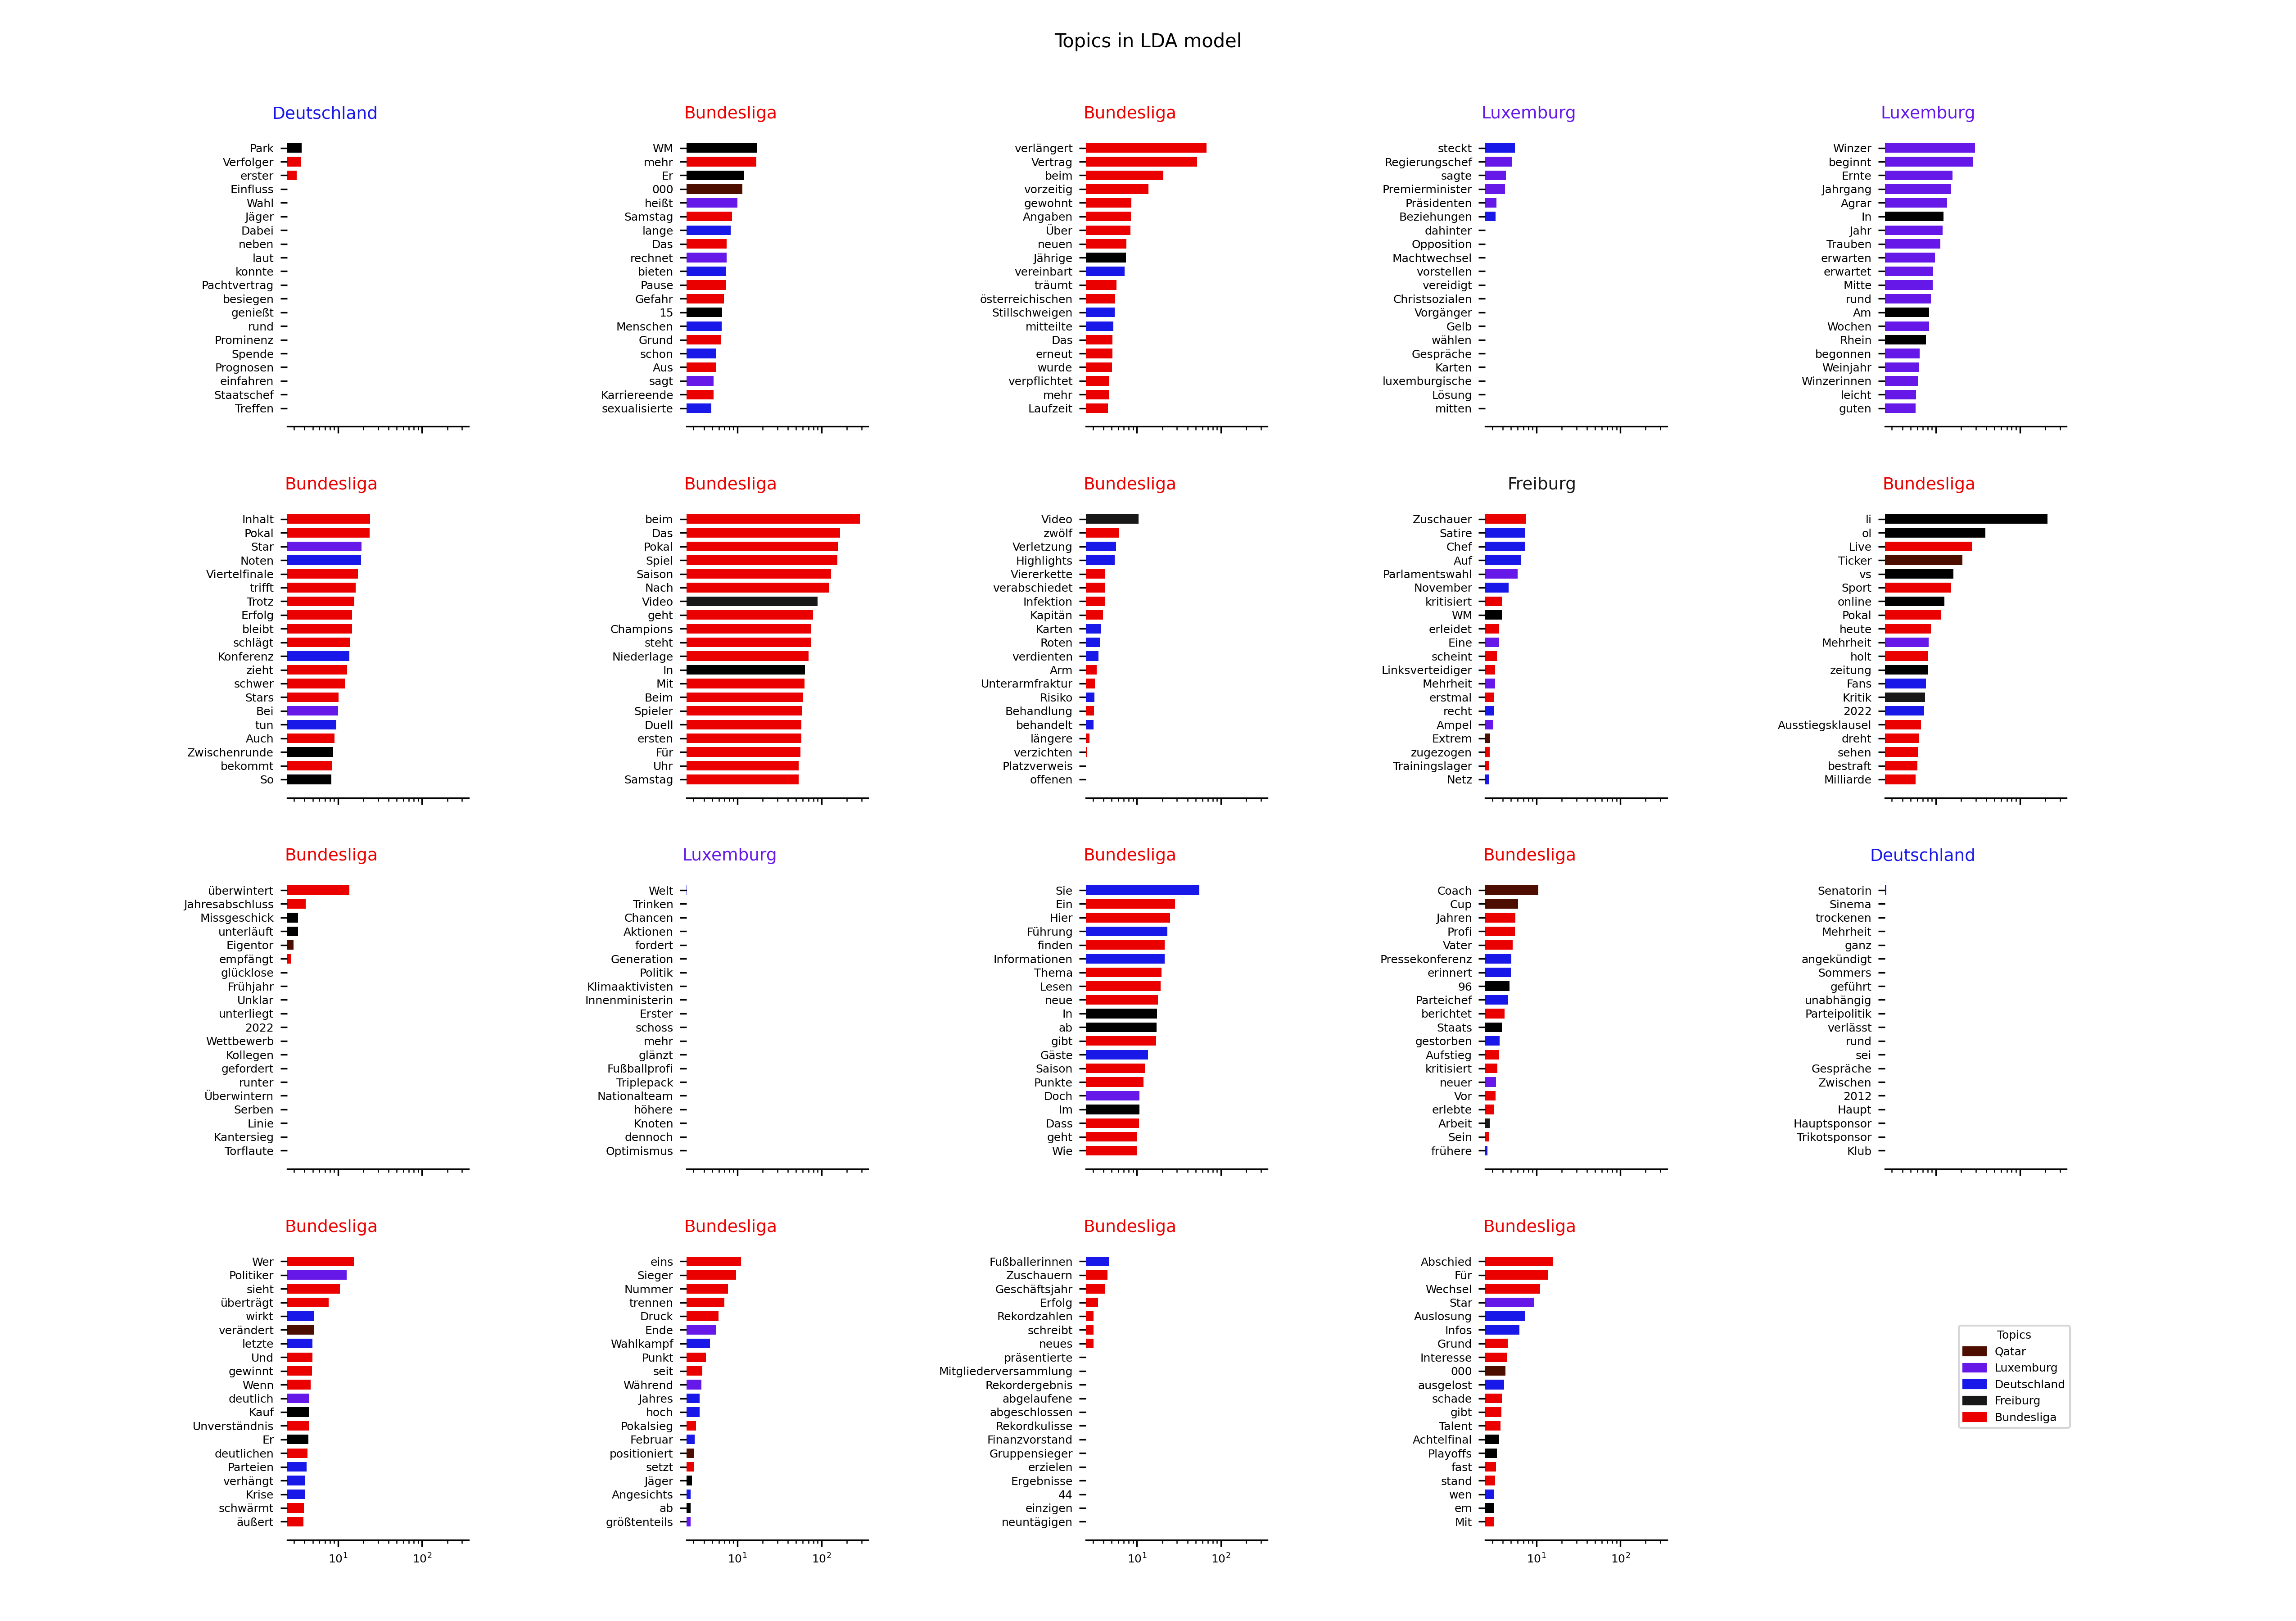 Topics in LDA model
Deutschland
Park
Verfolger
erster
Einfluss
Wahl
Jäger
Dabei
neben
laut
konnte
Pachtvertrag
besiegen
genießt
rund
Prominenz
Spende
Prognosen
einfahren
Staatschef
Treffen
Bundesliga
WM
mehr
Er
000
heißt
Samstag
lange
Das
rechnet
bieten
Pause
Gefahr
15
Menschen
Grund
schon
Aus
sagt
Karriereende
sexualisierte
Bundesliga
verlängert
Vertrag
beim
vorzeitig
gewohnt
Angaben
Über
neuen
Jährige
vereinbart
träumt
österreichischen
Stillschweigen
mitteilte
Das
erneut
wurde
verpflichtet
mehr
Laufzeit
Luxemburg
steckt
Regierungschef
sagte
Premierminister
Präsidenten
Beziehungen
dahinter
Opposition
Machtwechsel
vorstellen
vereidigt
Christsozialen
Vorgänger
Gelb
wählen
Gespräche
Karten
luxemburgische
Lösung
mitten
Luxemburg
Winzer
beginnt
Ernte
Jahrgang
Agrar
In
Jahr
Trauben
erwarten
erwartet
Mitte
rund
Am
Wochen
Rhein
begonnen
Weinjahr
Winzerinnen
leicht
guten
Bundesliga
Inhalt
Pokal
Star
Noten
Viertelfinale
trifft
Trotz
Erfolg
bleibt
schlägt
Konferenz
zieht
schwer
Stars
Bei
tun
Auch
Zwischenrunde
bekommt
So
Bundesliga
beim
Das
Pokal
Spiel
Saison
Nach
Video
geht
Champions
steht
Niederlage
In
Mit
Beim
Spieler
Duell
ersten
Für
Uhr
Samstag
Bundesliga
Video
zwölf
Verletzung
Highlights
Viererkette
verabschiedet
Infektion
Kapitän
Karten
Roten
verdienten
Arm
Unterarmfraktur
Risiko
Behandlung
behandelt
längere
verzichten
Platzverweis
offenen
Freiburg
Zuschauer
Satire
Chef
Auf
Parlamentswahl
November
kritisiert
WM
erleidet
Eine
scheint
Linksverteidiger
Mehrheit
erstmal
recht
Ampel
Extrem
zugezogen
Trainingslager
Netz
Bundesliga
li
ol
Live
Ticker
vs
Sport
online
Pokal
heute
Mehrheit
holt
zeitung
Fans
Kritik
2022
Ausstiegsklausel
dreht
sehen
bestraft
Milliarde
Bundesliga
überwintert
Jahresabschluss
Missgeschick
unterläuft
Eigentor
empfängt
glücklose
Frühjahr
Unklar
unterliegt
2022
Wettbewerb
Kollegen
gefordert
runter
Überwintern
Serben
Linie
Kantersieg
Torflaute
Luxemburg
Welt
Trinken
Chancen
Aktionen
fordert
Generation
Politik
Klimaaktivisten
Innenministerin
Erster
schoss
mehr
glänzt
Fußballprofi
Triplepack
Nationalteam
höhere
Knoten
dennoch
Optimismus
Bundesliga
Sie
Ein
Hier
Führung
finden
Informationen
Thema
Lesen
neue
In
ab
gibt
Gäste
Saison
Punkte
Doch
Im
Dass
geht
Wie
Bundesliga
Coach
Cup
Jahren
Profi
Vater
Pressekonferenz
erinnert
96
Parteichef
berichtet
Staats
gestorben
Aufstieg
kritisiert
neuer
Vor
erlebte
Arbeit
Sein
frühere
Deutschland
Senatorin
Sinema
trockenen
Mehrheit
ganz
angekündigt
Sommers
geführt
unabhängig
Parteipolitik
verlässt
rund
sei
Gespräche
Zwischen
2012
Haupt
Hauptsponsor
Trikotsponsor
Klub
Bundesliga
Wer
Politiker
sieht
überträgt
wirkt
verändert
letzte
Und
gewinnt
Wenn
deutlich
Kauf
Unverständnis
Er
deutlichen
Parteien
verhängt
Krise
schwärmt
äußert
10¹ 10²
Bundesliga
eins
Sieger
Nummer
trennen
Druck
Ende
Wahlkampf
Punkt
seit
Während
Jahres
hoch
Pokalsieg
Februar
positioniert
setzt
Jäger
Angesichts
ab
größtenteils
10¹ 10²
Bundesliga
Fußballerinnen
Zuschauern
Geschäftsjahr
Erfolg
Rekordzahlen
schreibt
neues
präsentierte
Mitgliederversammlung
Rekordergebnis
abgelaufene
abgeschlossen
Rekordkulisse
Finanzvorstand
Gruppensieger
erzielen
Ergebnisse
44
einzigen
neuntägigen
10¹ 10²
Bundesliga
Abschied
Für
Wechsel
Star
Auslosung
Infos
Grund
Interesse
000
ausgelost
schade
gibt
Talent
Achtelfinal
Playoffs
fast
stand
wen
em
Mit
10¹ 10²
Topics
Qatar
Luxemburg
Deutschland
Freiburg
Bundesliga